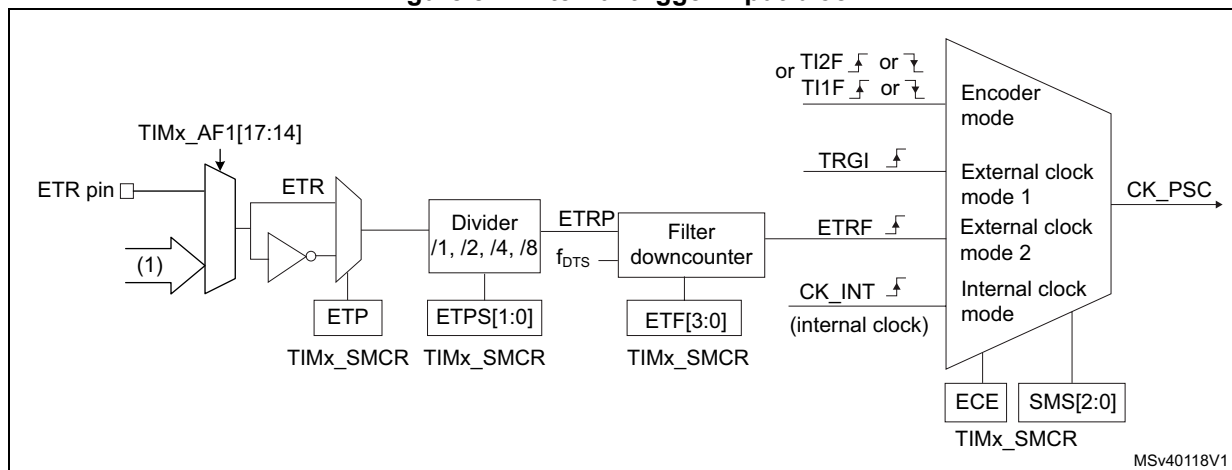 or TI2F or
TI1F or
Encoder
mode
TIMx_AF1[17:14]
TRGI
External clock
mode 1
ETR pin
ETR
CK_PSC
Divider
/1, /2, /4, /8
ETRP
Filter
downcounter
ETRF
External clock
mode 2
(1)
fDTS
CK_INT
(internal clock)
Internal clock
mode
ETP
ETPS[1:0]
ETF[3:0]
TIMx_SMCR
TIMx_SMCR
TIMx_SMCR
ECE
SMS[2:0]
TIMx_SMCR
MSv40118V1